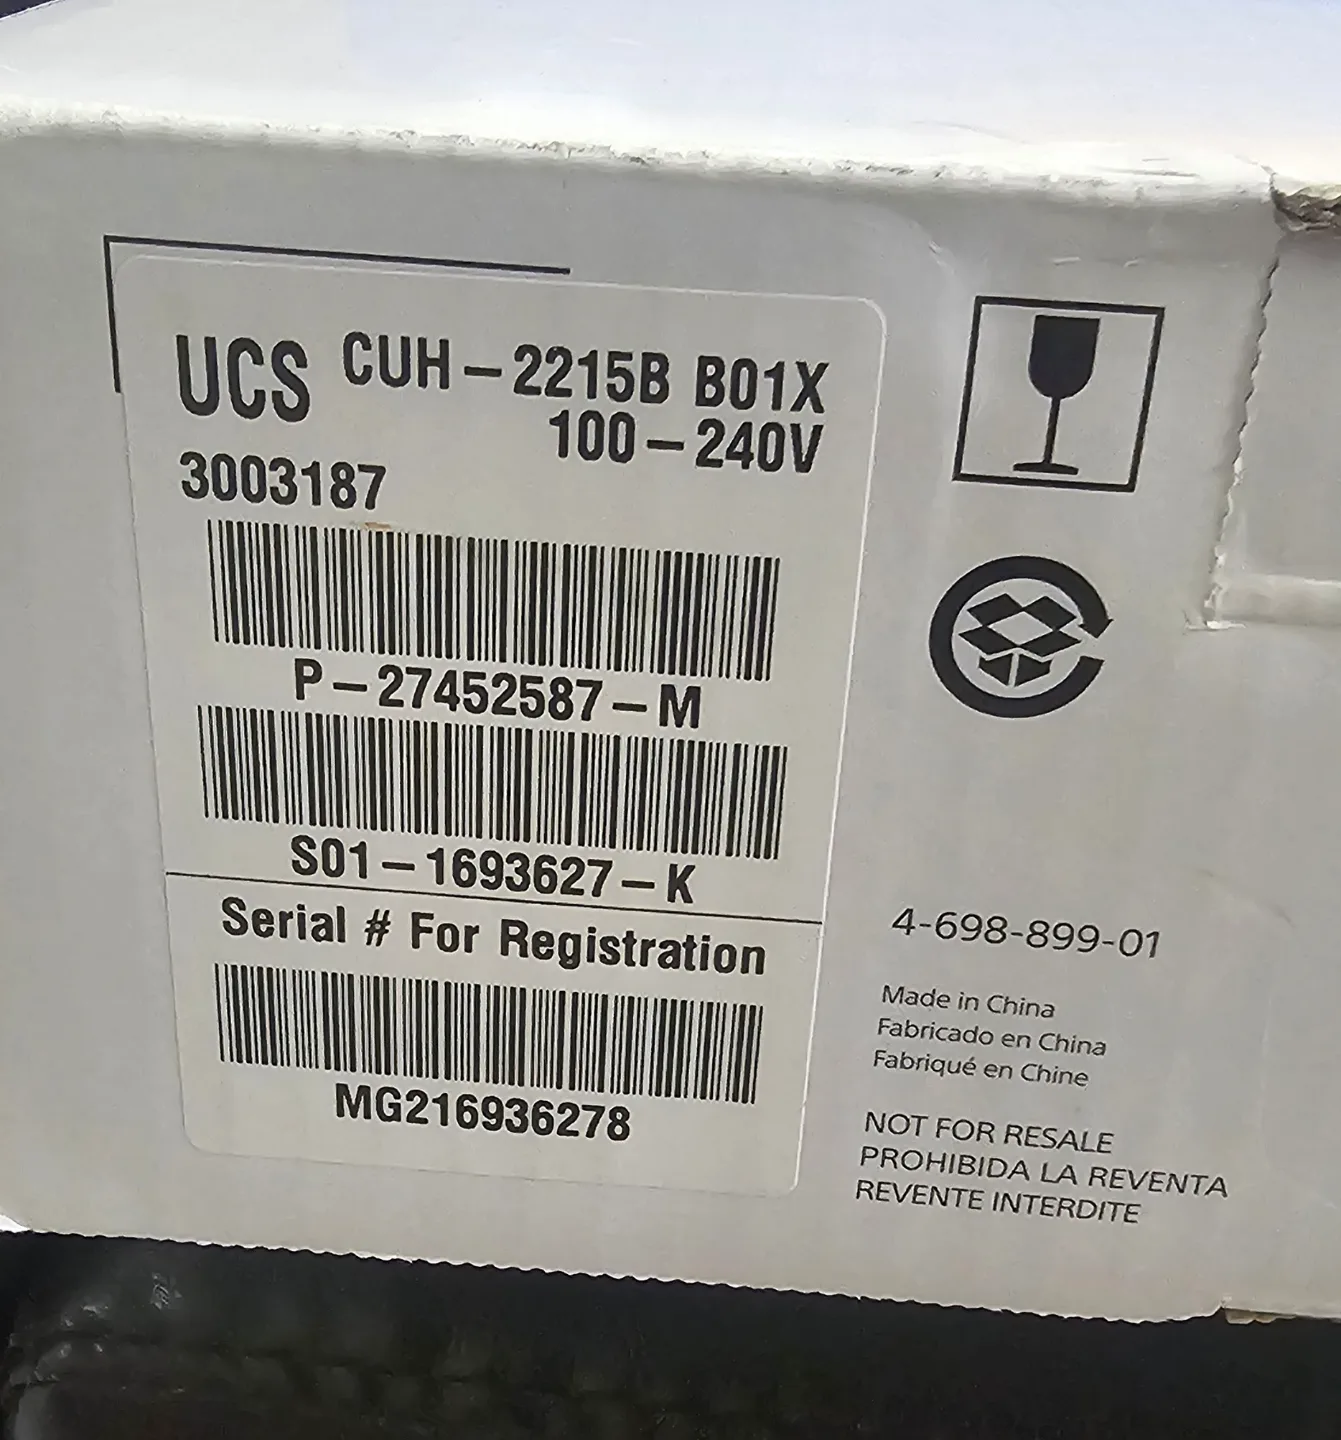 UCS CUH-2215B B01X
100-240V
3003187
P-27452587-M
S01-1693627-K
Serial # For Registration
MG216936278
4-698-899-01
Made in China
Fabricado en China
Fabriqué en Chine
NOT FOR RESALE
PROHIBIDA LA REVENTA
REVENTE INTERDITE